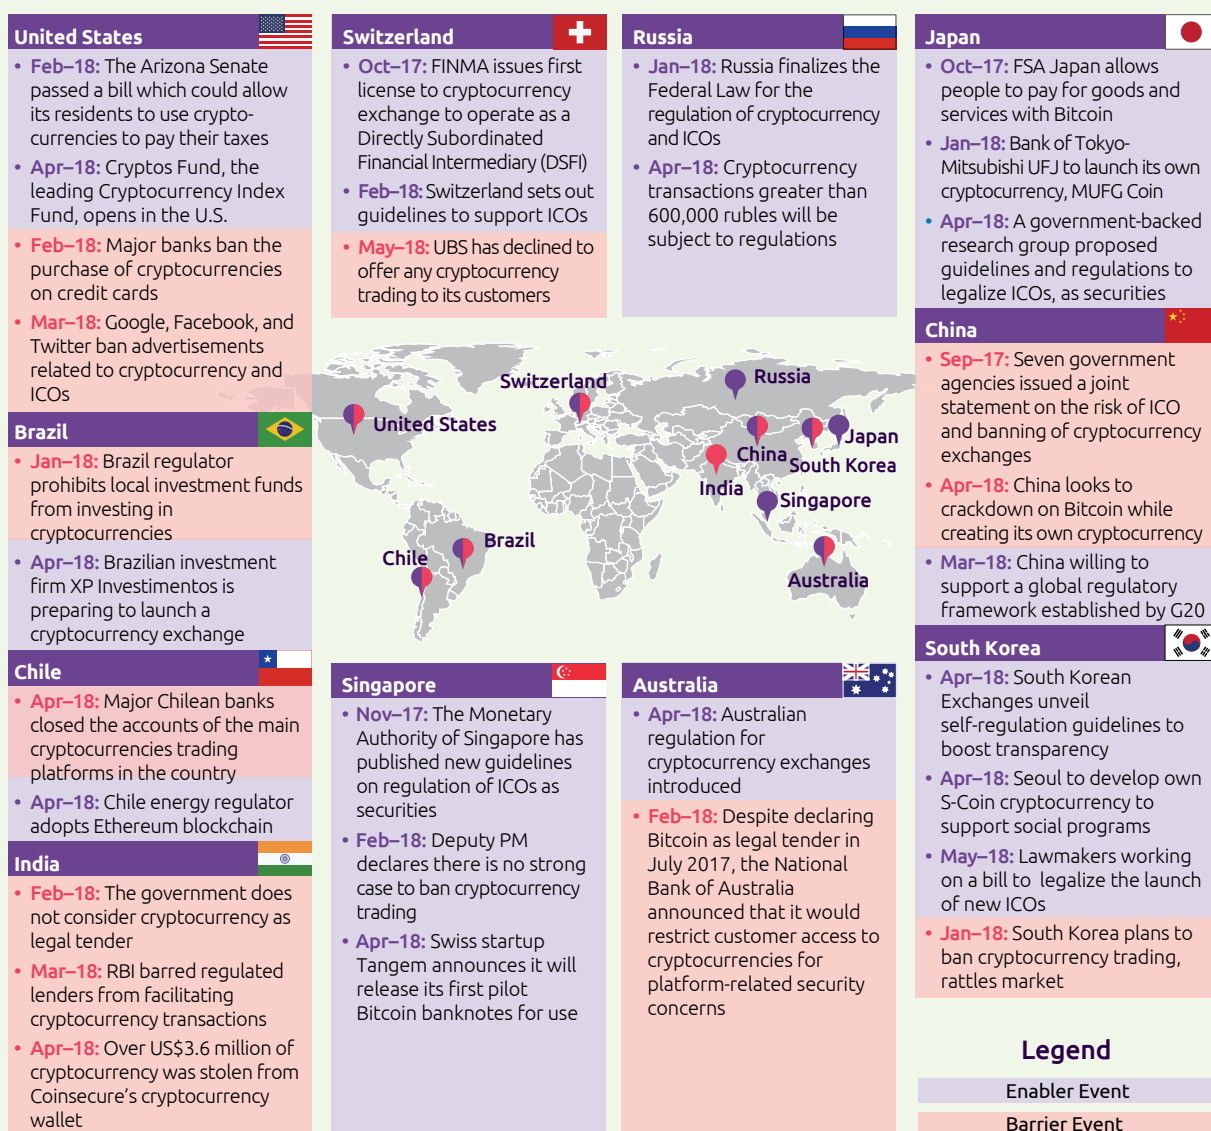 United States
• Feb–18: The Arizona Senate
passed a bill which could allow
its residents to use crypto-
currencies to pay their taxes
• Apr–18: Cryptos Fund, the
leading Cryptocurrency Index
Fund, opens in the U.S.
• Feb–18: Major banks ban the
purchase of cryptocurrencies
on credit cards
• Mar–18: Google, Facebook, and
Twitter ban advertisements
related to cryptocurrency and
ICOs
Brazil
• Jan–18: Brazil regulator
prohibits local investment funds
from investing in
cryptocurrencies
• Apr–18: Brazilian investment
firm XP Investimentos is
preparing to launch a
cryptocurrency exchange
Chile
• Apr–18: Major Chilean banks
closed the accounts of the main
cryptocurrencies trading
platforms in the country
• Apr–18: Chile energy regulator
adopts Ethereum blockchain
India
• Feb–18: The government does
not consider cryptocurrency as
legal tender
• Mar–18: RBI barred regulated
lenders from facilitating
cryptocurrency transactions
• Apr–18: Over US$3.6 million of
cryptocurrency was stolen from
Coinsecure's cryptocurrency
wallet
Switzerland
• Oct–17: FINMA issues first
license to cryptocurrency
exchange to operate as a
Directly Subordinated
Financial Intermediary (DSFI)
• Feb–18: Switzerland sets out
guidelines to support ICOs
• May–18: UBS has declined to
offer any cryptocurrency
trading to its customers
Russia
• Jan–18: Russia finalizes the
Federal Law for the
regulation of cryptocurrency
and ICOs
• Apr–18: Cryptocurrency
transactions greater than
600,000 rubles will be
subject to regulations
Switzerland
Russia
United States
Japan
China
South Korea
India
Singapore
Brazil
Chile
Australia
Singapore
• Nov–17: The Monetary
Authority of Singapore has
published new guidelines
on regulation of ICOs as
securities
• Feb–18: Deputy PM
declares there is no strong
case to ban cryptocurrency
trading
• Apr–18: Swiss startup
Tangem announces it will
release its first pilot
Bitcoin banknotes for use
Australia
• Apr–18: Australian
regulation for
cryptocurrency exchanges
introduced
• Feb–18: Despite declaring
Bitcoin as legal tender in
July 2017, the National
Bank of Australia
announced that it would
restrict customer access to
cryptocurrencies for
platform-related security
concerns
Japan
• Oct–17: FSA Japan allows
people to pay for goods and
services with Bitcoin
• Jan–18: Bank of Tokyo-
Mitsubishi UFJ to launch its own
cryptocurrency, MUFG Coin
• Apr–18: A government-backed
research group proposed
guidelines and regulations to
legalize ICOs, as securities
China
• Sep–17: Seven government
agencies issued a joint
statement on the risk of ICO
and banning of cryptocurrency
exchanges
• Apr–18: China looks to
crackdown on Bitcoin while
creating its own cryptocurrency
• Mar–18: China willing to
support a global regulatory
framework established by G20
South Korea
• Apr–18: South Korean
Exchanges unveil
self-regulation guidelines to
boost transparency
• Apr–18: Seoul to develop own
S-Coin cryptocurrency to
support social programs
• May–18: Lawmakers working
on a bill to legalize the launch
of new ICOs
• Jan–18: South Korea plans to
ban cryptocurrency trading,
rattles market
Legend
Enabler Event
Barrier Event